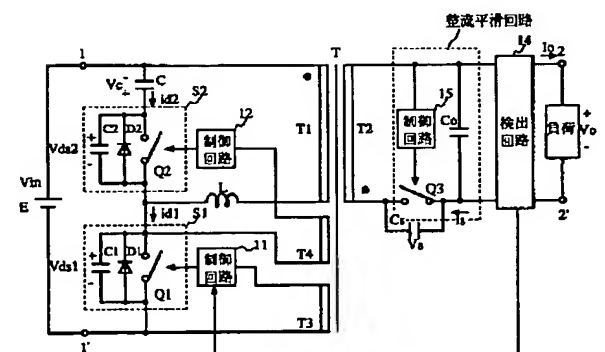 整流平滑回路
1
T
14
Io
2
Vc
-
+
C
id2
S2
12
15
Co
検出
回路
負荷
+
Vo
-
T1
T2
制御
回路
C2
D2
制御
回路
Vds2
+
-
Q2
Q3
Vin
E
L
2'
id1
S1
11
Cs
Is
Vs
T4
C1
D1
制御
回路
Vds1
+
-
Q1
T3
1'